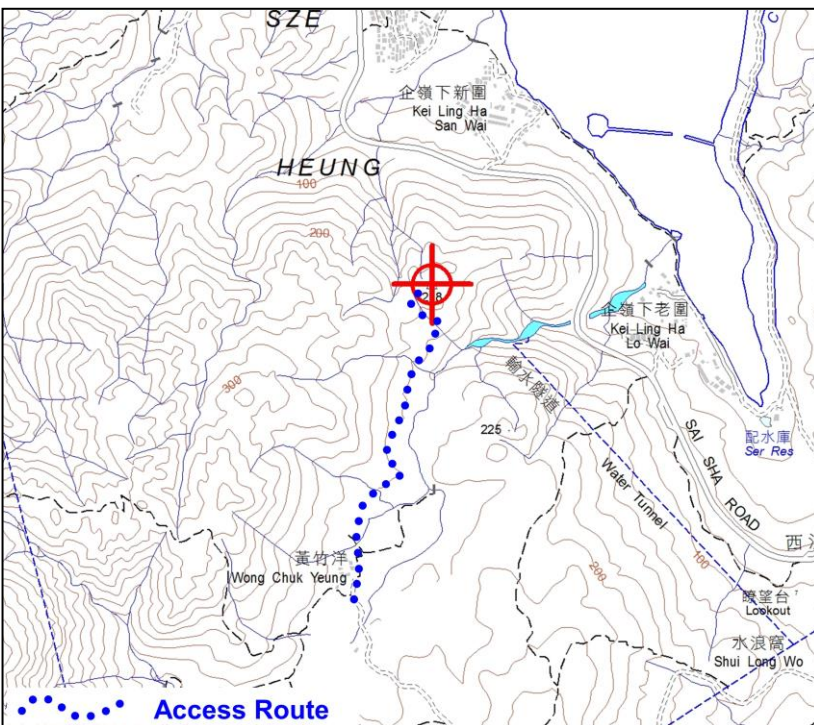 SZE
企嶺下新圍
Kei Ling Ha
San Wai
HEUNG
100
200
企嶺下老圍
Kei Ling Ha
Lo Wai
輸水隧道
300
225
配水庫
Ser Res
SAI SHA ROAD
Water Tunnel
西
100
黃竹洋
Wong Chuk Yeung
200
瞭望台
Lookout
水浪窩
Shui Long Wo
Access Route